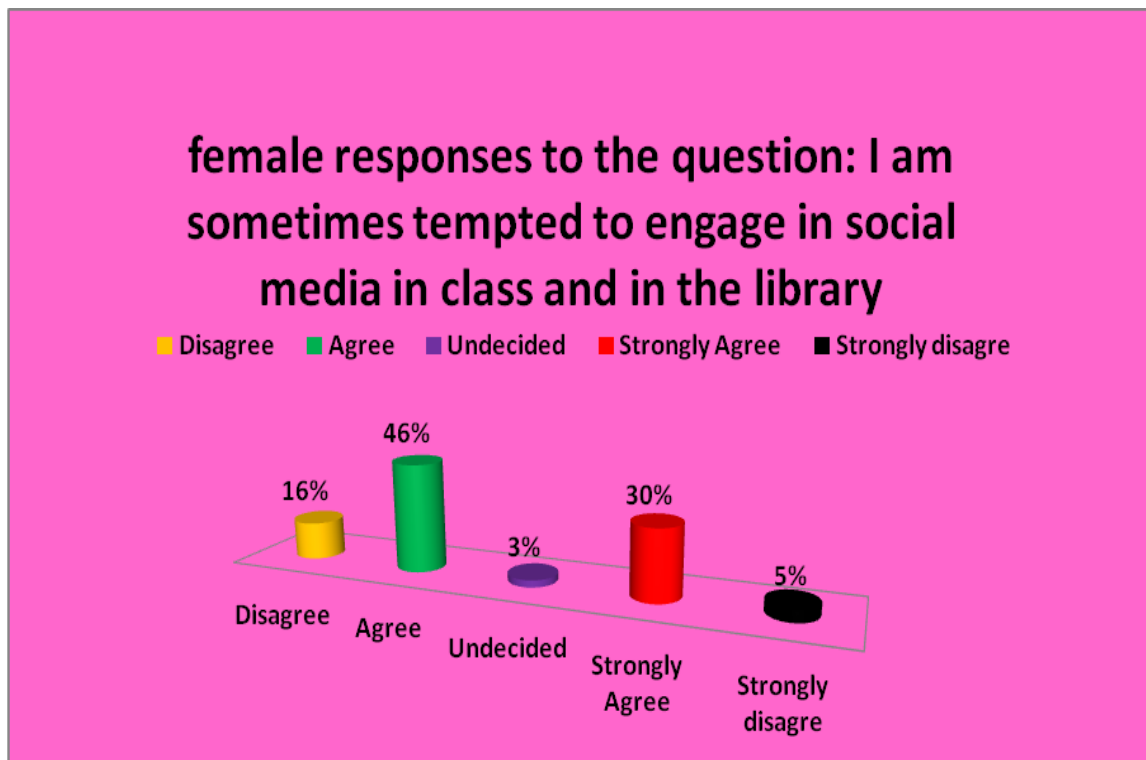 female responses to the question: I am
sometimes tempted to engage in social
media in class and in the library
Disagree Agree Undecided Strongly Agree Strongly disagre
46%
16%
30%
3%
5%
Disagree
Agree
Undecided
Strongly
Agree
Strongly
disagre